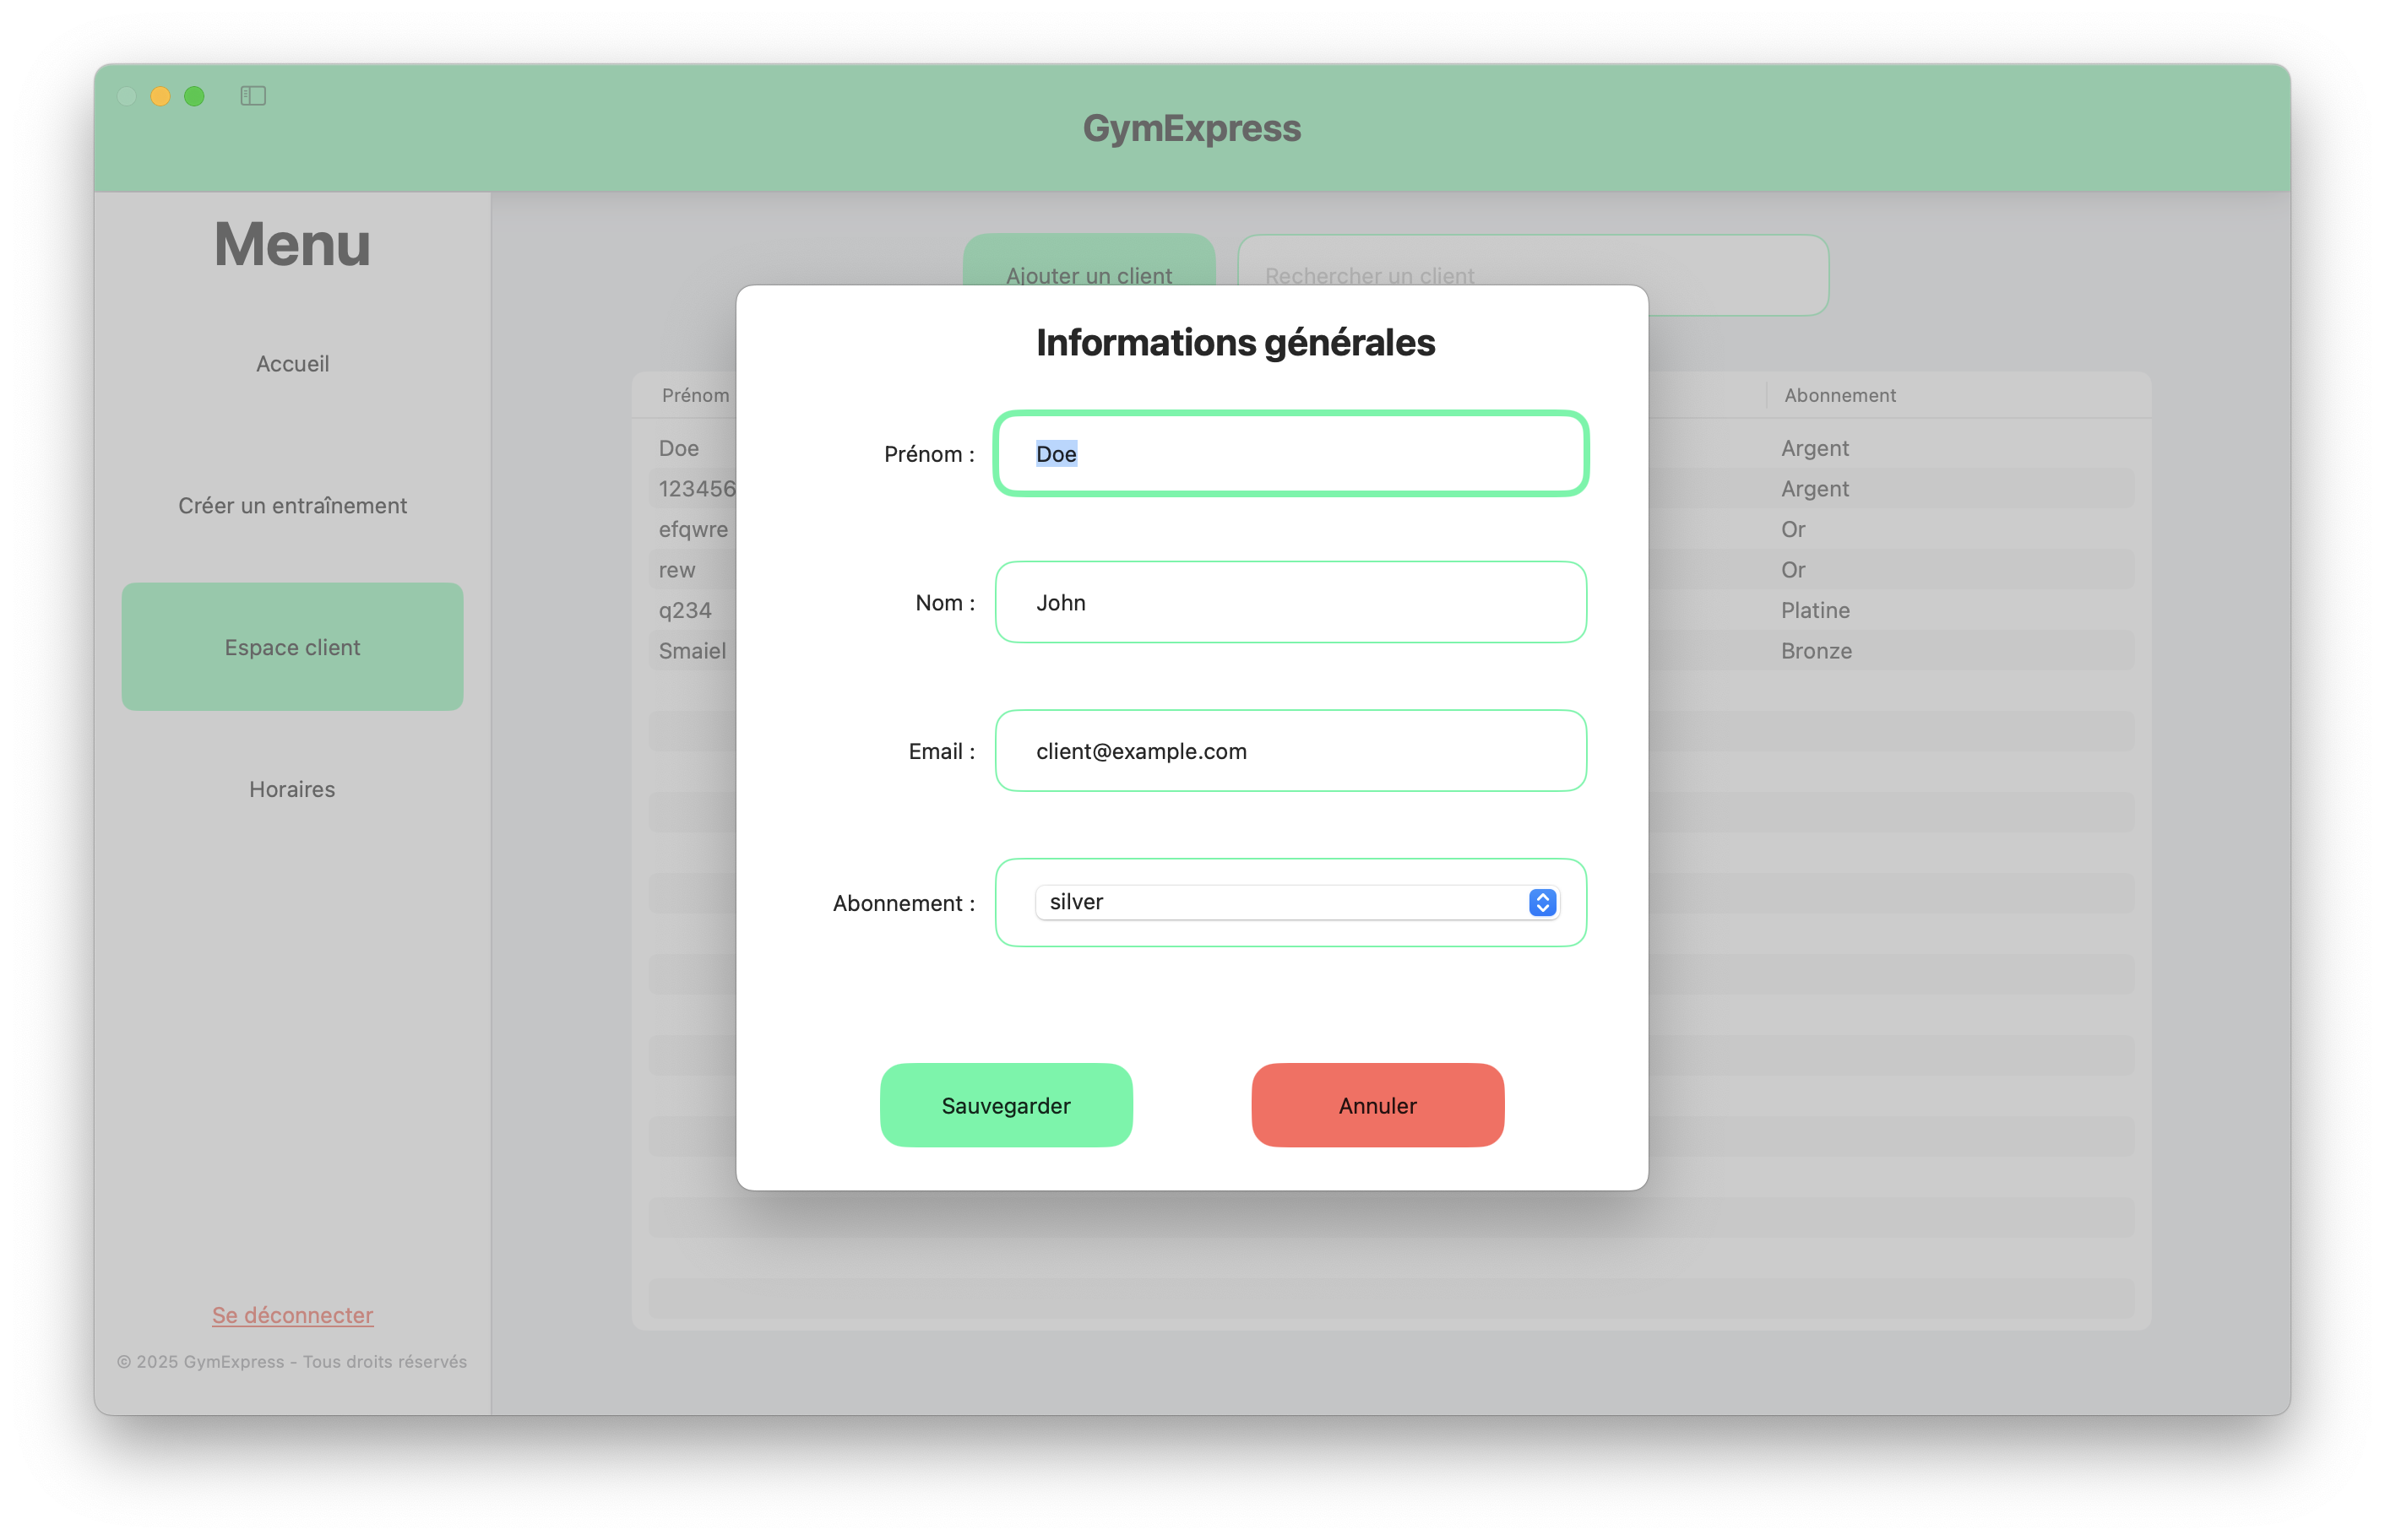 GymExpress
Menu
Accueil
Créer un entraînement
Espace client
Horaires
Se déconnecter
© 2025 GymExpress - Tous droits réservés
Ajouter un client
Rechercher un client
Prénom
Abonnement
Doe
Argent
123456
Argent
efqwre
Or
rew
Or
q234
Platine
Smaiel
Bronze
Informations générales
Prénom :
Doe
Nom :
John
Email :
client@example.com
Abonnement :
silver
Sauvegarder
Annuler